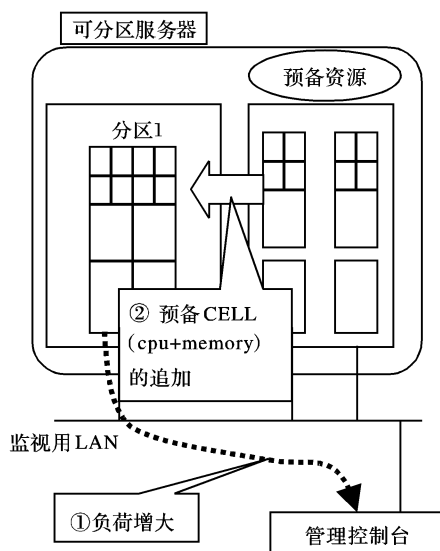 可分区服务器
预备资源
分区1
② 预备CELL
(cpu+memory)
的追加
监视用LAN
①负荷增大
管理控制台